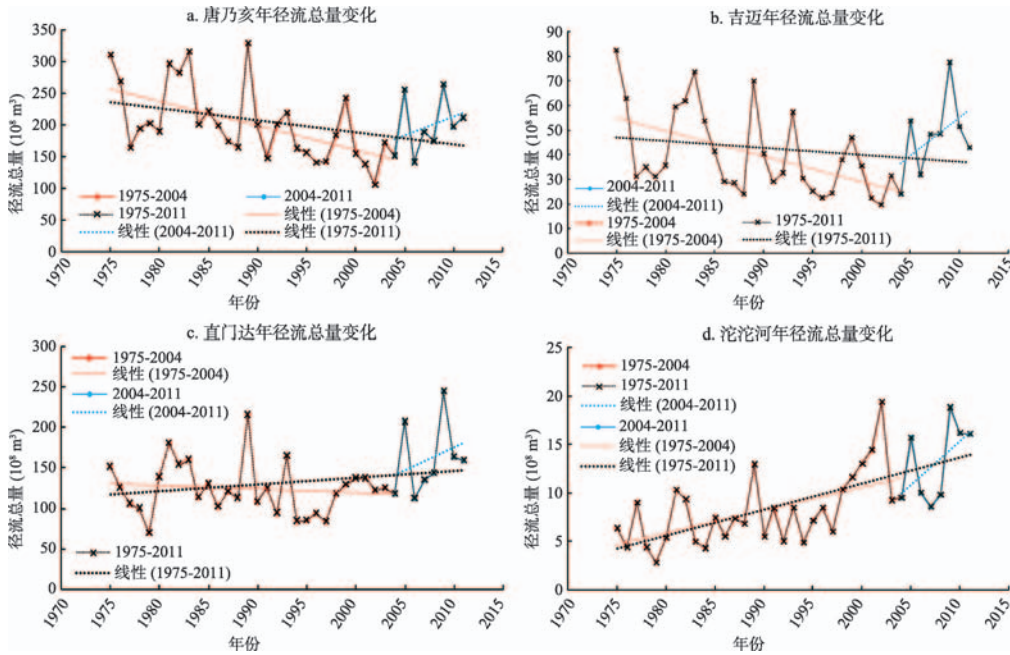 a. 唐乃亥年径流总量变化
径流总量 (10⁸ m³)
350
300
250
200
150
100
50
0
1975-2004
1975-2011
线性 (2004-2011)
2004-2011
线性 (1975-2004)
线性 (1975-2011)
1970 1975 1980 1985 1990 1995 2000 2005 2010 2015
年份
b. 吉迈年径流总量变化
径流总量 (10⁸ m³)
90
80
70
60
50
40
30
20
10
0
2004-2011
线性 (2004-2011)
1975-2004
线性 (1975-2004)
1975-2011
线性 (1975-2011)
1970 1975 1980 1985 1990 1995 2000 2005 2010 2015
年份
c. 直门达年径流总量变化
径流总量 (10⁸ m³)
300
250
200
150
100
50
0
1975-2004
线性 (1975-2004)
2004-2011
线性 (2004-2011)
1975-2011
线性 (1975-2011)
1970 1975 1980 1985 1990 1995 2000 2005 2010 2015
年份
d. 沱沱河年径流总量变化
径流总量 (10⁸ m³)
25
20
15
10
5
0
1975-2004
1975-2011
线性 (2004-2011)
2004-2011
线性 (1975-2004)
线性 (1975-2011)
1970 1975 1980 1985 1990 1995 2000 2005 2010 2015
年份